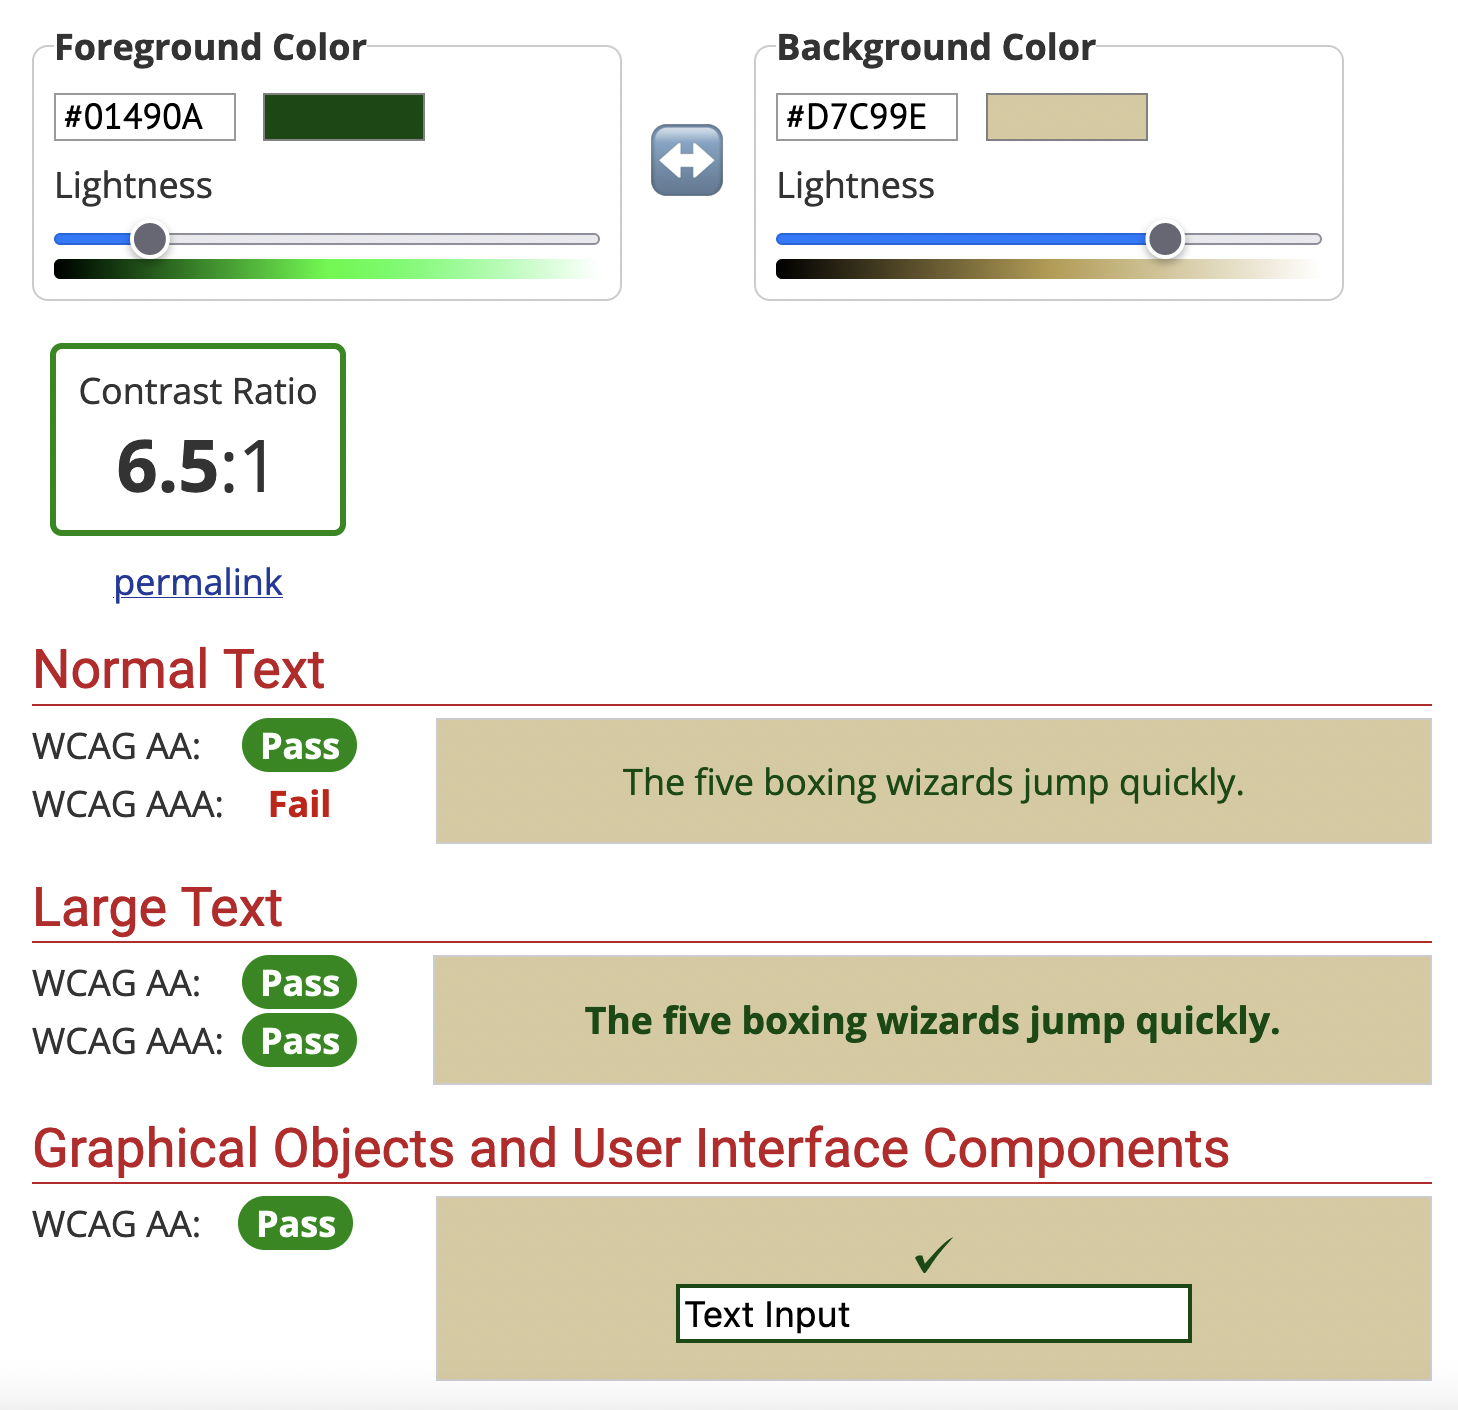 Foreground Color
#01490A
Lightness
Background Color
#D7C99E
Lightness
Contrast Ratio
6.5:1
permalink
Normal Text
WCAG AA: Pass
WCAG AAA: Fail
The five boxing wizards jump quickly.
Large Text
WCAG AA: Pass
WCAG AAA: Pass
The five boxing wizards jump quickly.
Graphical Objects and User Interface Components
WCAG AA: Pass
Text Input